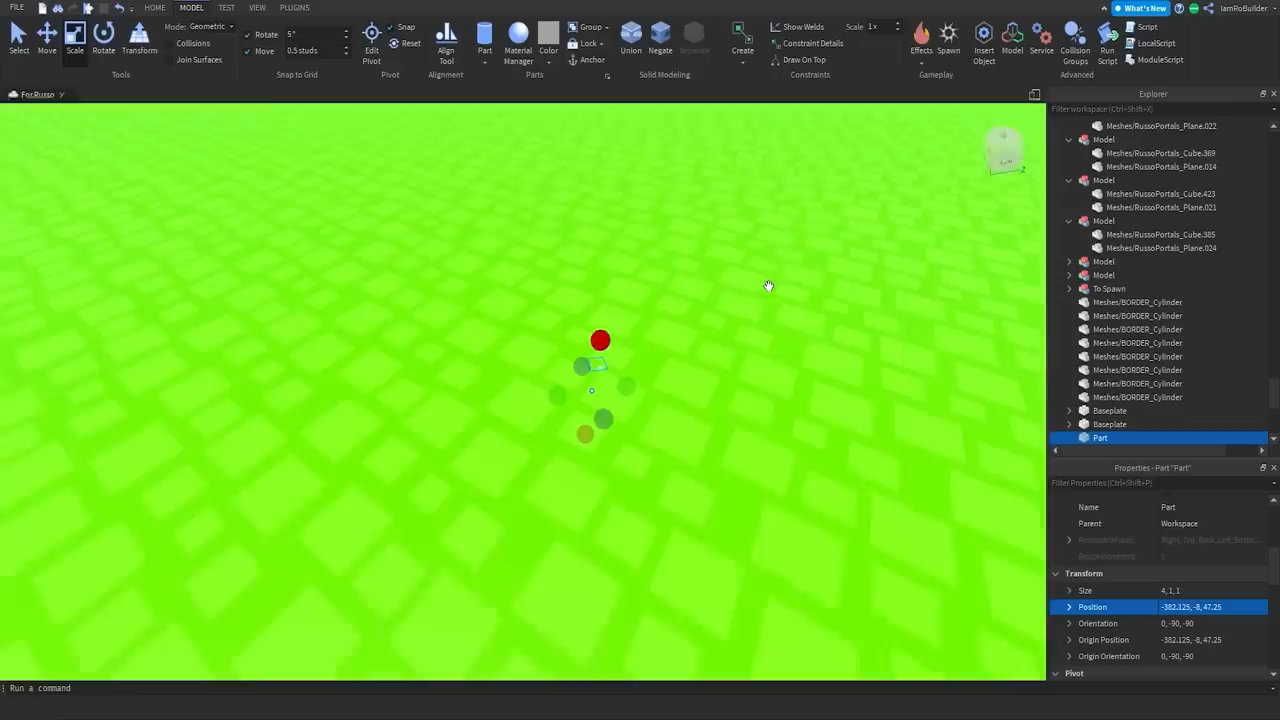 FILE HOME MODEL TEST VIEW PLUGINS What's New IamRoBuilder
Select Move Scale Rotate Transform
Mode: Geometric
Collisions
Join Surfaces
Tools
Rotate 5°
Move 0.5 studs
Snap to Grid
Edit Pivot
Snap
Reset
Pivot
Align Tool
Alignment
Part Material Manager Color
Group
Lock
Anchor
Parts
Union Negate Separate
Solid Modeling
Create
Show Welds
Constraint Details
Draw On Top
Scale 1x
Constraints
Effects Spawn
Gameplay
Insert Object Model Service Collision Groups Run Script
Script
LocalScript
ModuleScript
Advanced
For.Russo
Explorer
Filter workspace (Ctrl+Shift+X)
Meshes/RussoPortals_Plane.022
Model
Meshes/RussoPortals_Cube.369
Meshes/RussoPortals_Plane.014
Model
Meshes/RussoPortals_Cube.423
Meshes/RussoPortals_Plane.021
Model
Meshes/RussoPortals_Cube.385
Meshes/RussoPortals_Plane.024
Model
Model
To Spawn
Meshes/BORDER_Cylinder
Meshes/BORDER_Cylinder
Meshes/BORDER_Cylinder
Meshes/BORDER_Cylinder
Meshes/BORDER_Cylinder
Meshes/BORDER_Cylinder
Meshes/BORDER_Cylinder
Meshes/BORDER_Cylinder
Baseplate
Baseplate
Part
Properties - Part "Part"
Filter Properties (Ctrl+Shift+P)
Name Part
Parent Workspace
ResizeableFaces Right, Top, Back, Left, Botto...
Transform
Size 4, 1, 1
Position -382.125, -8, 47.25
Orientation 0, -90, -90
Origin Position -382.125, -8, 47.25
Origin Orientation 0, -90, -90
Pivot
Run a command
Z